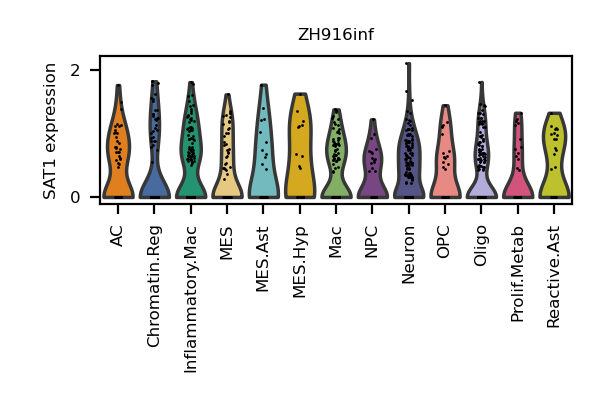 ZH916inf
SAT1 expression
2
0
AC
Chromatin.Reg
Inflammatory.Mac
MES
MES.Ast
MES.Hyp
Mac
NPC
Neuron
OPC
Oligo
Prolif.Metab
Reactive.Ast